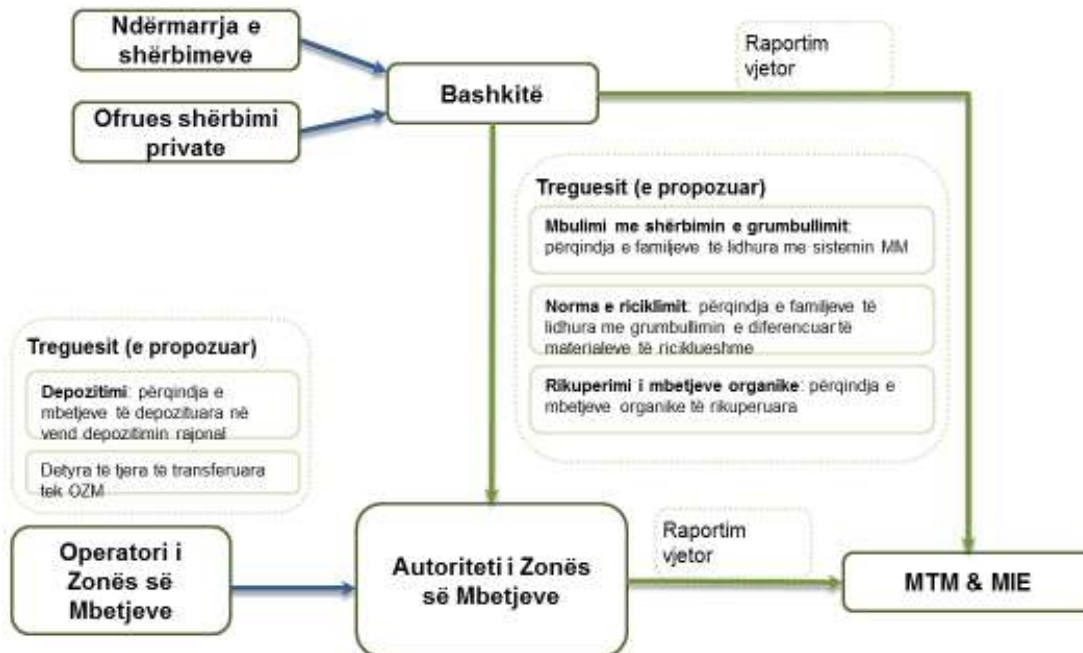 Ndërmarrja e
shërbimeve
Ofrues shërbimi
private
Bashkitë
Raportim
vjetor
Treguesit (e propozuar)
Mbulimi me shërbimin e grumbullimit:
përqindja e familjeve të lidhura me sistemin MM
Norma e riciklimit: përqindja e familjeve të
lidhura me grumbullimin e diferencuar të
materialeve të riciklueshme
Rikuperimi i mbetjeve organike: përqindja e
mbetjeve organike të rikuperuara
Treguesit (e propozuar)
Depozitimi: përqindja e
mbetjeve të depozituara në
vend depozitimin rajonal
Detyra të tjera të transferuara
tek OZM
Operatori i
Zonës së
Mbetjeve
Autoriteti i Zonës
së Mbetjeve
Raportim
vjetor
MTM & MIE